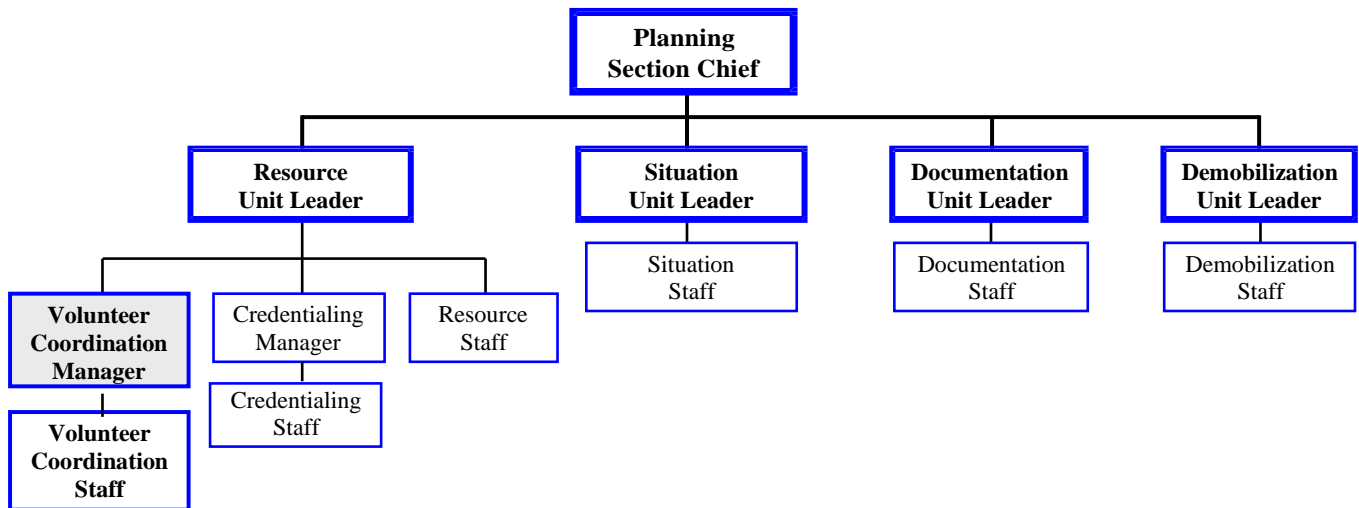 Planning
Section Chief
Resource
Unit Leader
Situation
Unit Leader
Documentation
Unit Leader
Demobilization
Unit Leader
Situation
Staff
Documentation
Staff
Demobilization
Staff
Volunteer
Coordination
Manager
Credentialing
Manager
Resource
Staff
Credentialing
Staff
Volunteer
Coordination
Staff